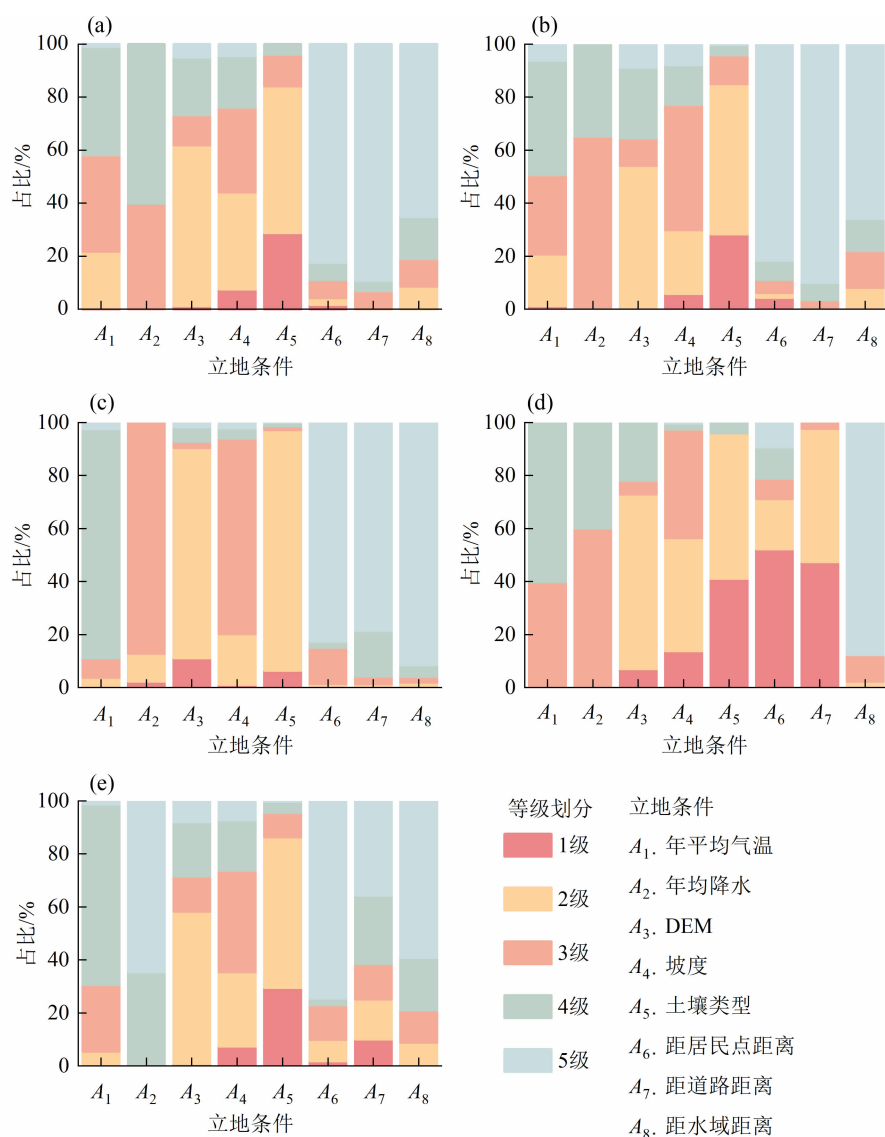 (a) (b)
占比/% 100 80 60 40 20 0
A₁ A₂ A₃ A₄ A₅ A₆ A₇ A₈
立地条件
占比/% 100 80 60 40 20 0
A₁ A₂ A₃ A₄ A₅ A₆ A₇ A₈
立地条件
(c) (d)
占比/% 100 80 60 40 20 0
A₁ A₂ A₃ A₄ A₅ A₆ A₇ A₈
立地条件
占比/% 100 80 60 40 20 0
A₁ A₂ A₃ A₄ A₅ A₆ A₇ A₈
立地条件
(e)
占比/% 100 80 60 40 20 0
A₁ A₂ A₃ A₄ A₅ A₆ A₇ A₈
立地条件
等级划分
1级
2级
3级
4级
5级
立地条件
A₁. 年平均气温
A₂. 年均降水
A₃. DEM
A₄. 坡度
A₅. 土壤类型
A₆. 距居民点距离
A₇. 距道路距离
A₈. 距水域距离